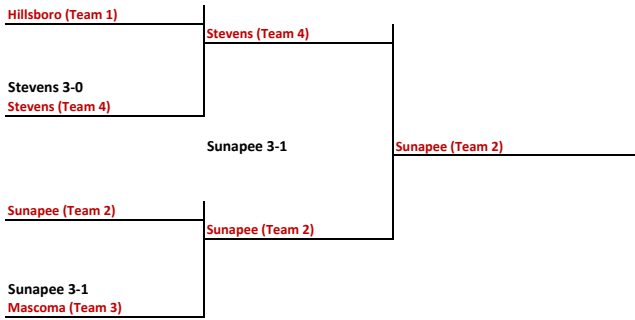 Hillsboro (Team 1)
Stevens (Team 4)
Stevens 3-0
Stevens (Team 4)
Sunapee 3-1
Sunapee (Team 2)
Sunapee (Team 2)
Sunapee (Team 2)
Sunapee 3-1
Mascoma (Team 3)